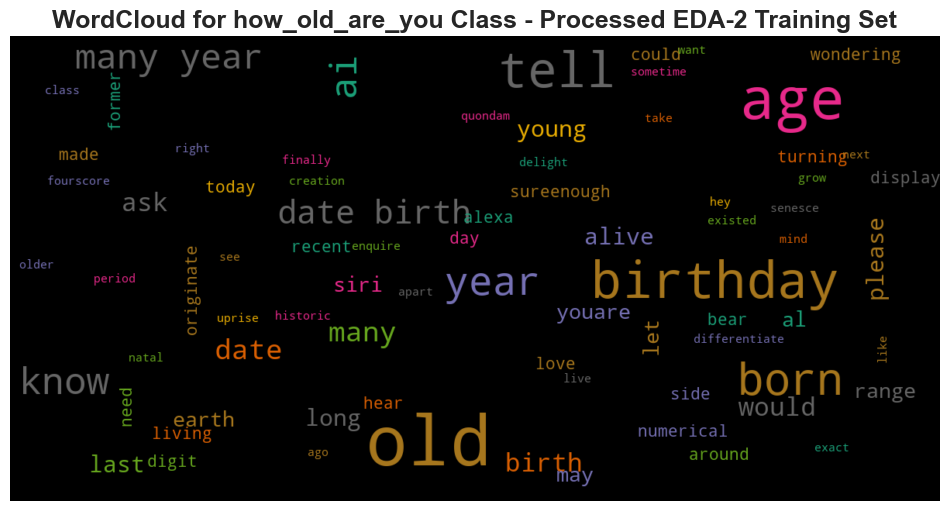 WordCloud for how_old_are_you Class - Processed EDA-2 Training Set
many year
ai
tell
could
want
wondering
sometime
class
former
age
quondam
take
young
made
right
finally
delight
turning
next
fourscore
today
creation
sureenough
grow
display
ask
date birth
alexa
hey
senesce
existed
day
alive
mind
recent
enquire
please
older
see
originate
period
siri
apart
year
birthday
uprise
historic
youare
let
bear
al
many
differentiate
date
natal
love
live
like
know
need
side
born
range
hear
would
earth
long
living
old
numerical
last
digit
ago
birth
may
around
exact